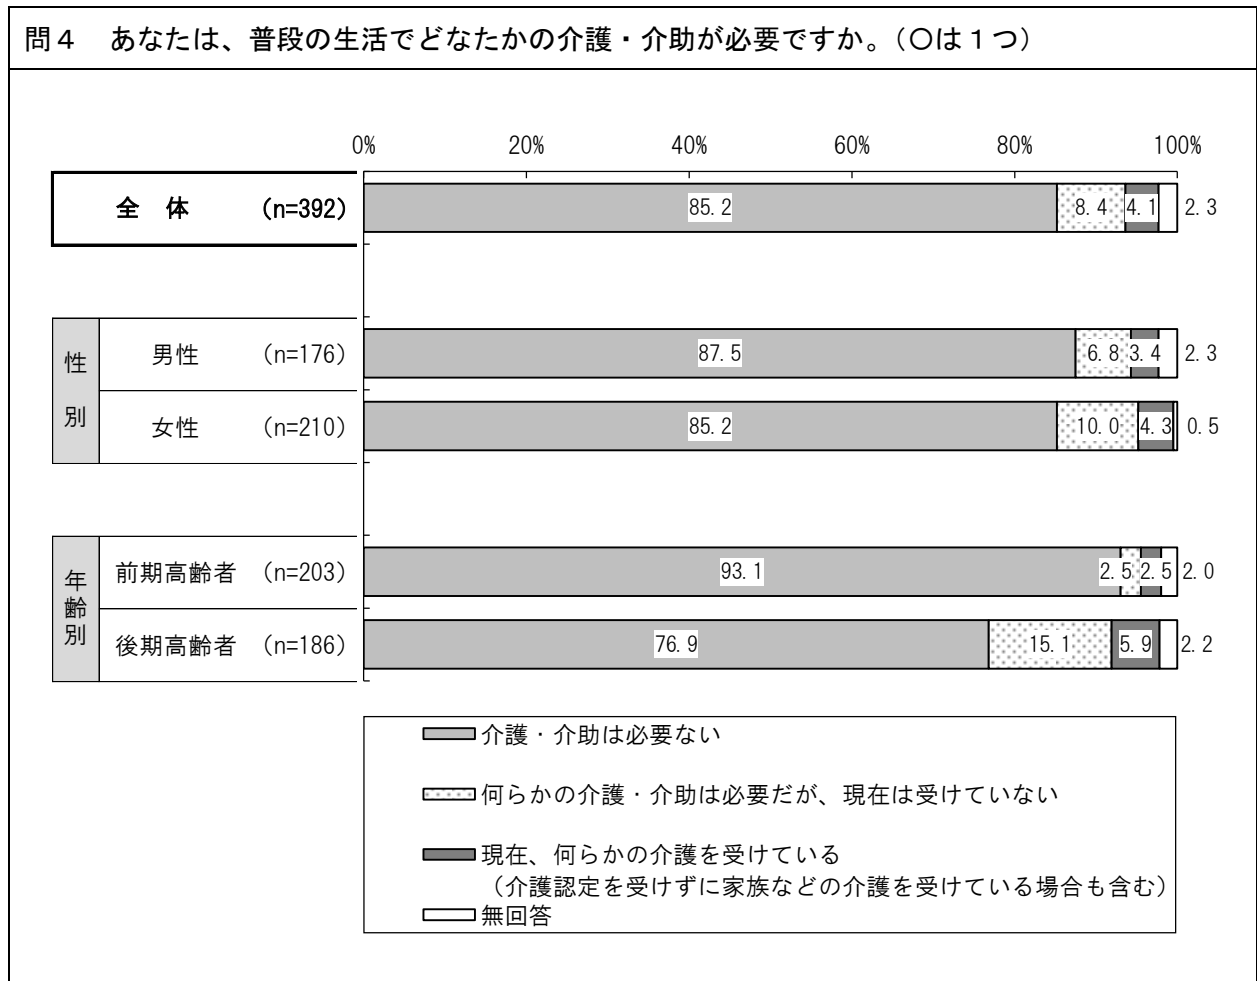 問４　あなたは、普段の生活でどなたかの介護・介助が必要ですか。（〇は１つ）
0% 20% 40% 60% 80% 100%
全　体 (n=392) 85.2 8.4 4.1 2.3
性別
男性 (n=176) 87.5 6.8 3.4 2.3
女性 (n=210) 85.2 10.0 4.3 0.5
年齢別
前期高齢者 (n=203) 93.1 2.5 2.5 2.0
後期高齢者 (n=186) 76.9 15.1 5.9 2.2
介護・介助は必要ない
何らかの介護・介助は必要だが、現在は受けていない
現在、何らかの介護を受けている
（介護認定を受けずに家族などの介護を受けている場合も含む）
無回答